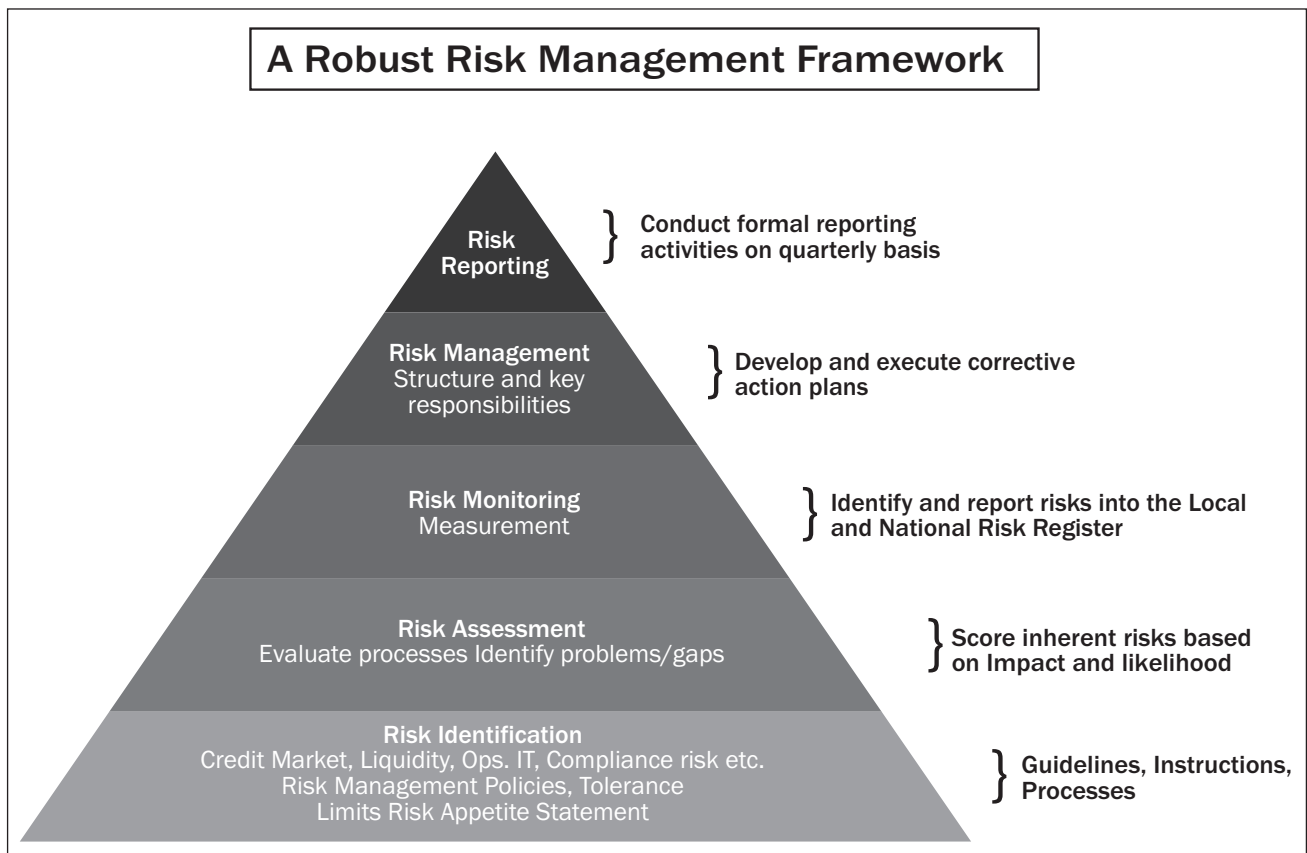 A Robust Risk Management Framework
Risk
Reporting
} Conduct formal reporting
activities on quarterly basis
Risk Management
Structure and key
responsibilities
} Develop and execute corrective
action plans
Risk Monitoring
Measurement
} Identify and report risks into the Local
and National Risk Register
Risk Assessment
Evaluate processes Identify problems/gaps
} Score inherent risks based
on Impact and likelihood
Risk Identification
Credit Market, Liquidity, Ops. IT, Compliance risk etc.
Risk Management Policies, Tolerance
Limits Risk Appetite Statement
} Guidelines, Instructions,
Processes